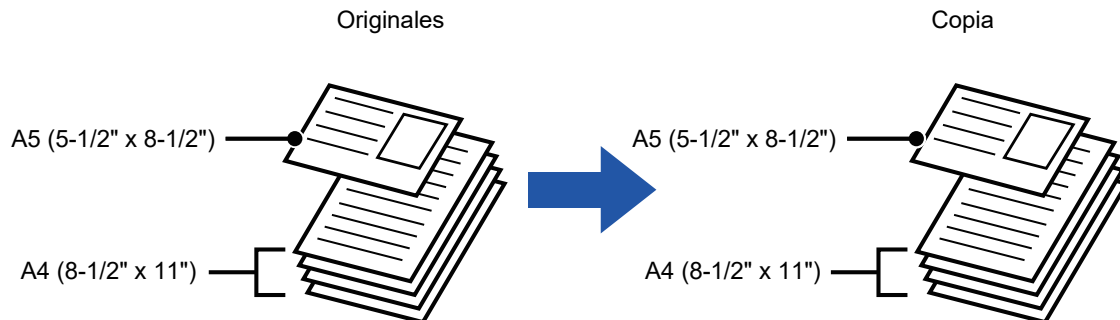 Originales
Copia
A5 (5-1/2" x 8-1/2")
A5 (5-1/2" x 8-1/2")
A4 (8-1/2" x 11")
A4 (8-1/2" x 11")